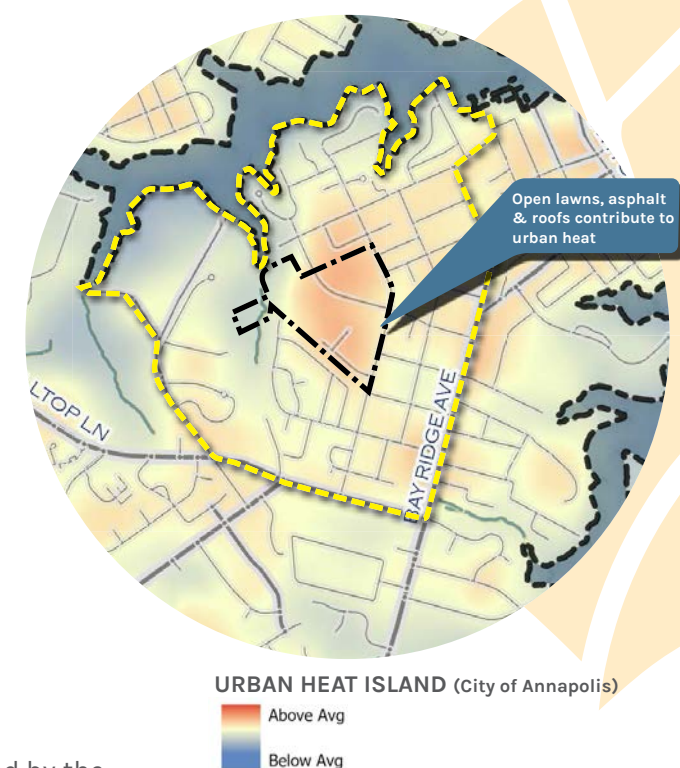 Open lawns, asphalt
& roofs contribute to
urban heat
LTOP LN
BAY RIDGE AVE
URBAN HEAT ISLAND (City of Annapolis)
Above Avg
Below Avg
d by the